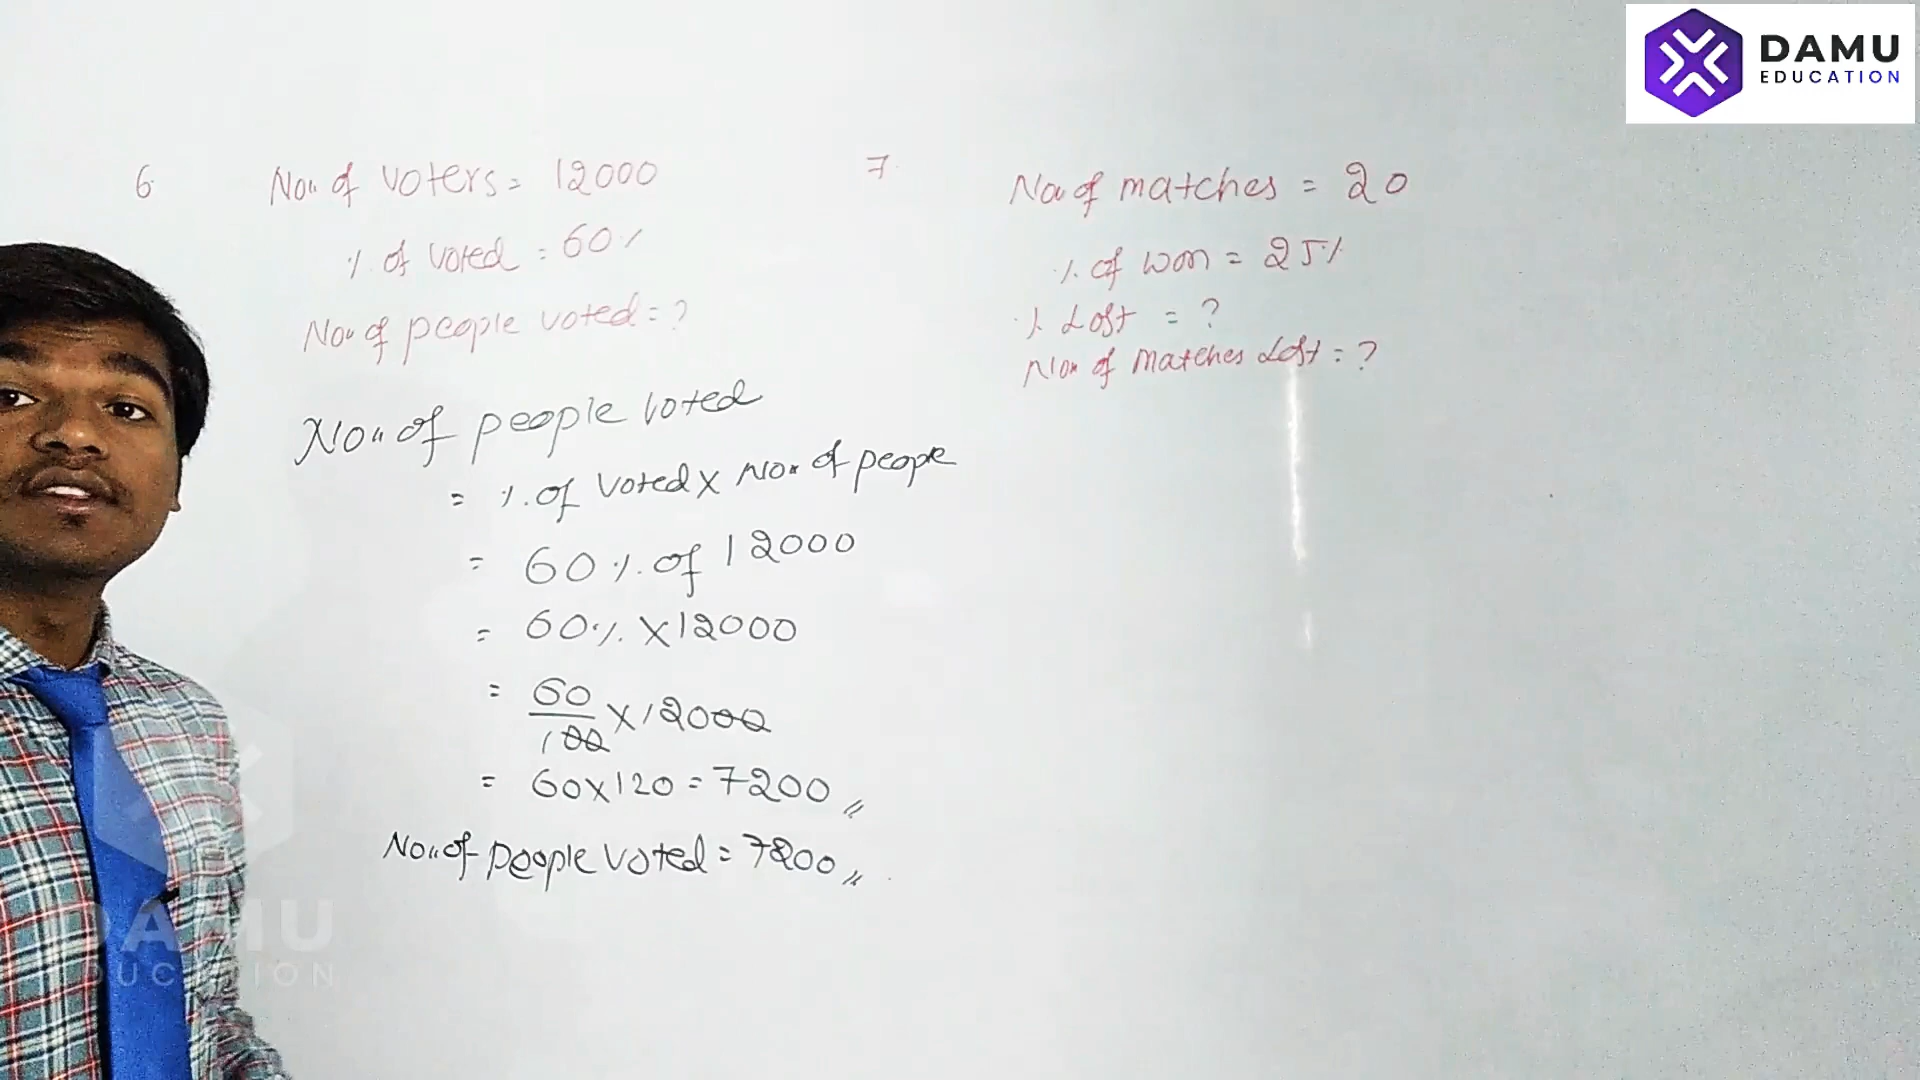 DAMU
EDUCATION
6. No. of voters = 12000
% of voted = 60%
No. of people voted = ?
No. of people voted
= % of voted x No. of people
= 60% of 12000
= 60% x 12000
= 60/100 x 12000
= 60x120 = 7200
No. of people voted = 7200
7. No of matches = 20
% of won = 25%
% Lost = ?
No. of matches Lost = ?
DAMU
EDUCATION